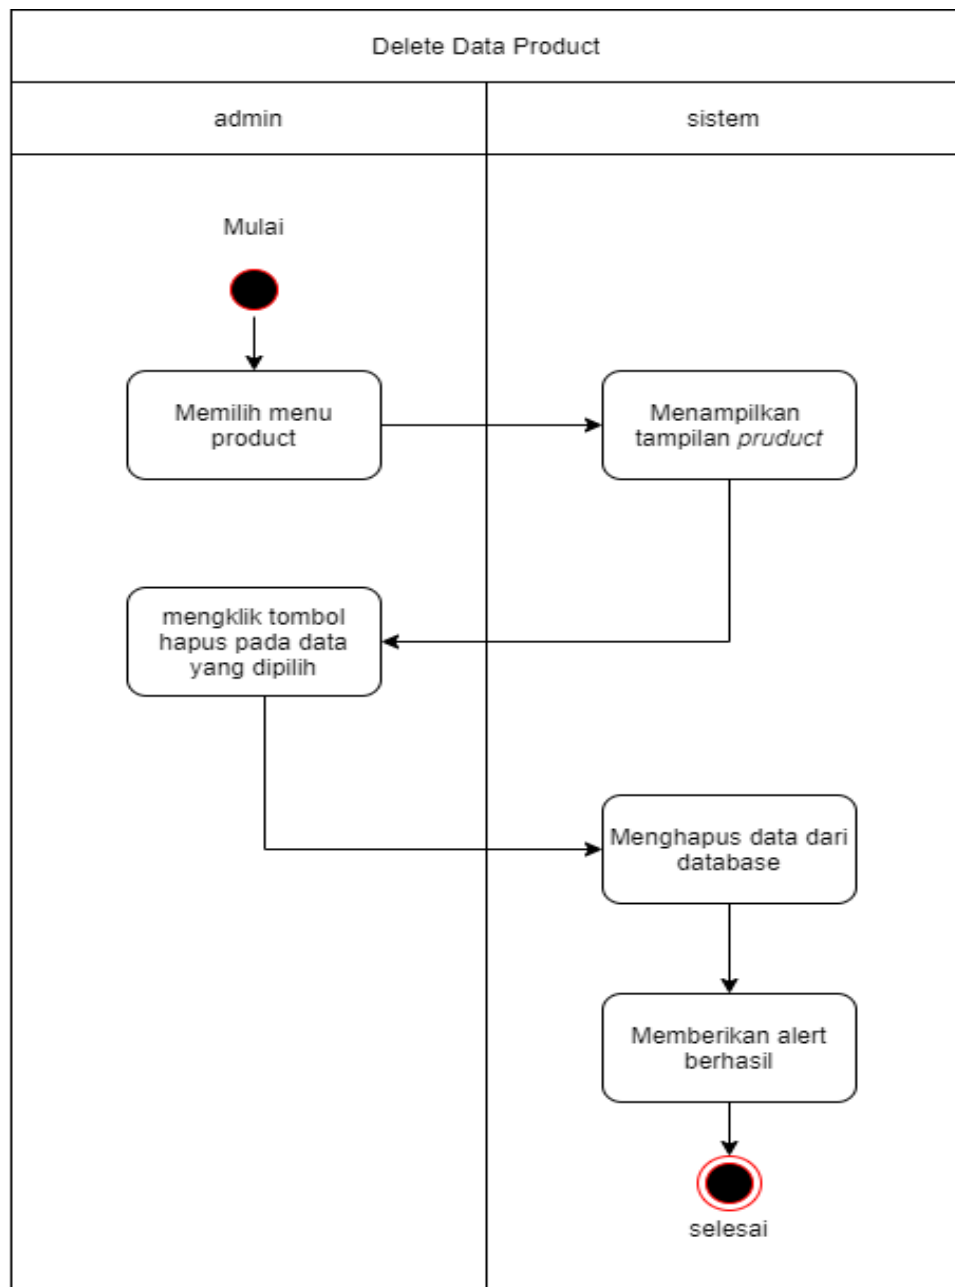 Delete Data Product
admin
sistem
Mulai
Memilih menu
product
Menampilkan
tampilan pruduct
mengklik tombol
hapus pada data
yang dipilih
Menghapus data dari
database
Memberikan alert
berhasil
selesai